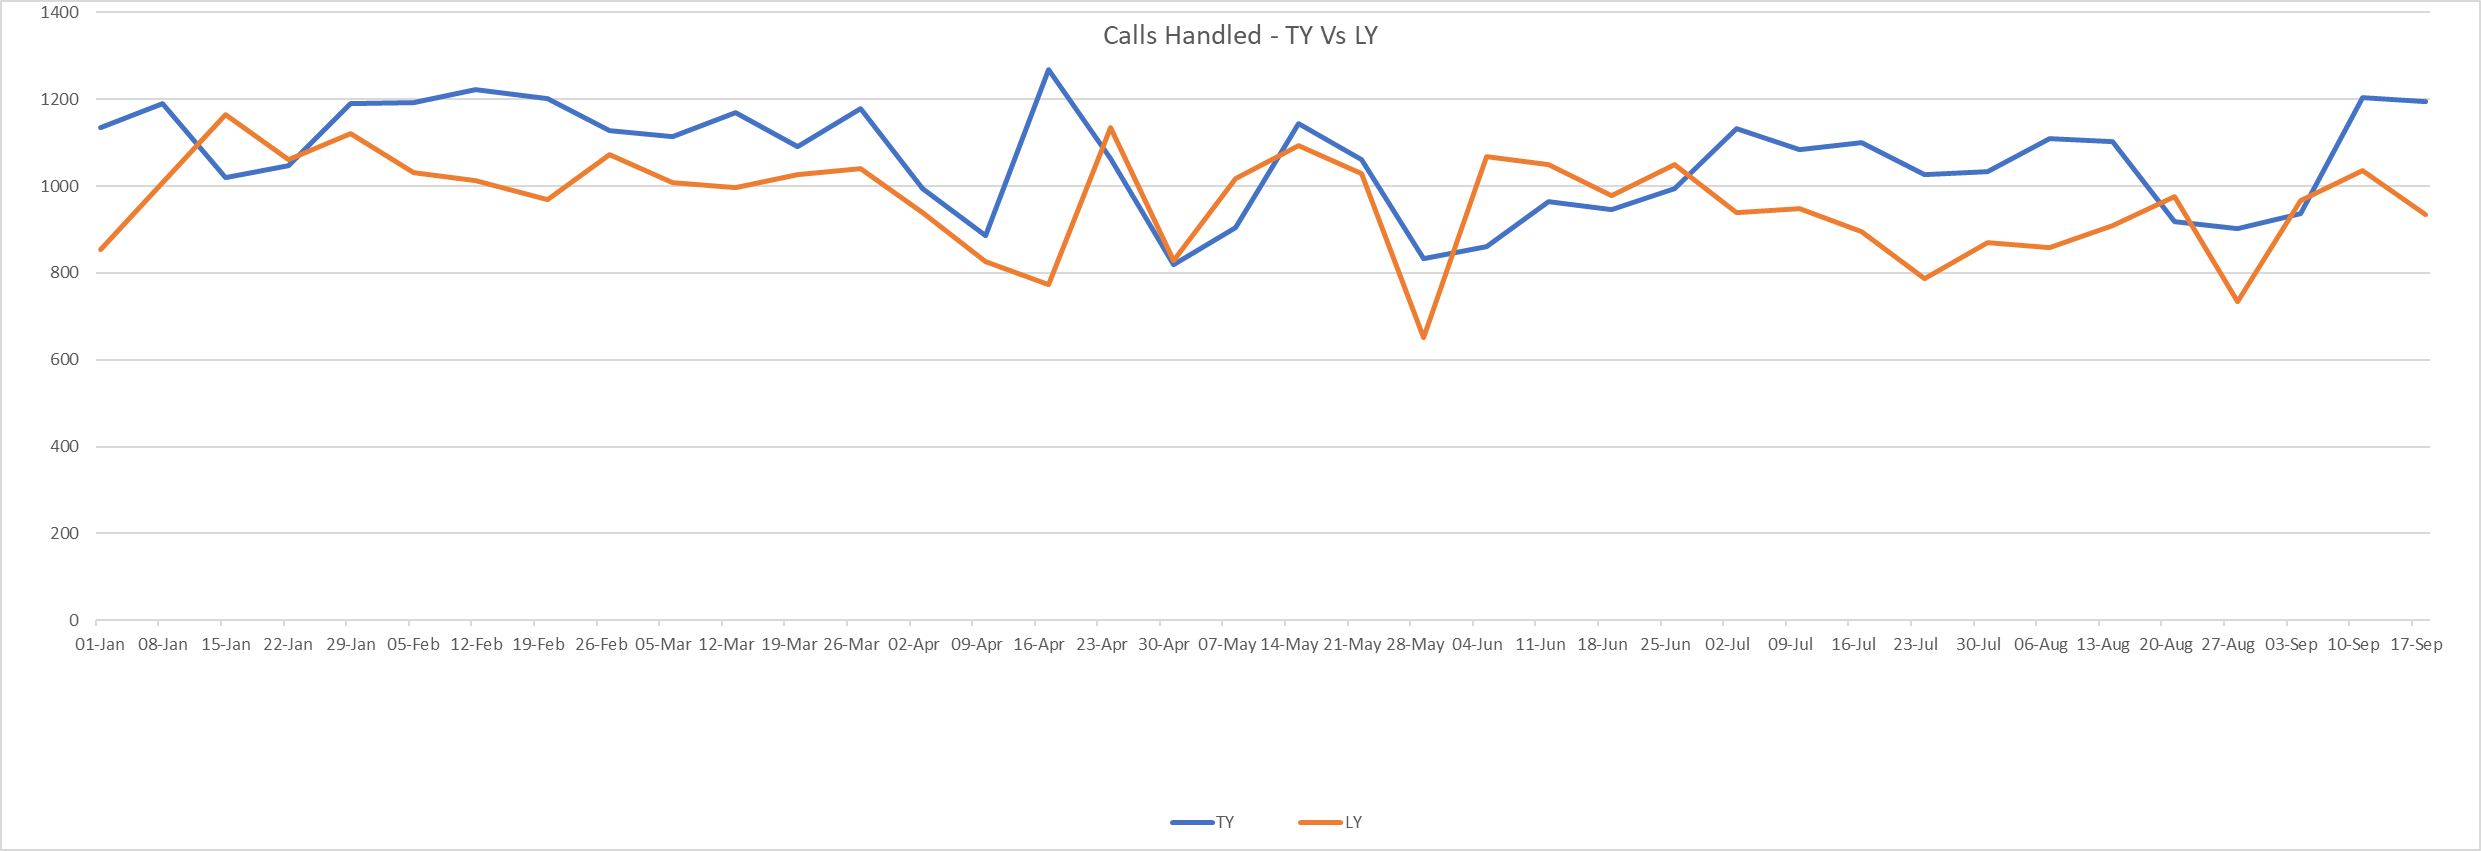 Calls Handled - TY Vs LY
1400
1200
1000
800
600
400
200
0
01-Jan 08-Jan 15-Jan 22-Jan 29-Jan 05-Feb 12-Feb 19-Feb 26-Feb 05-Mar 12-Mar 19-Mar 26-Mar 02-Apr 09-Apr 16-Apr 23-Apr 30-Apr 07-May 14-May 21-May 28-May 04-Jun 11-Jun 18-Jun 25-Jun 02-Jul 09-Jul 16-Jul 23-Jul 30-Jul 06-Aug 13-Aug 20-Aug 27-Aug 03-Sep 10-Sep 17-Sep
TY LY